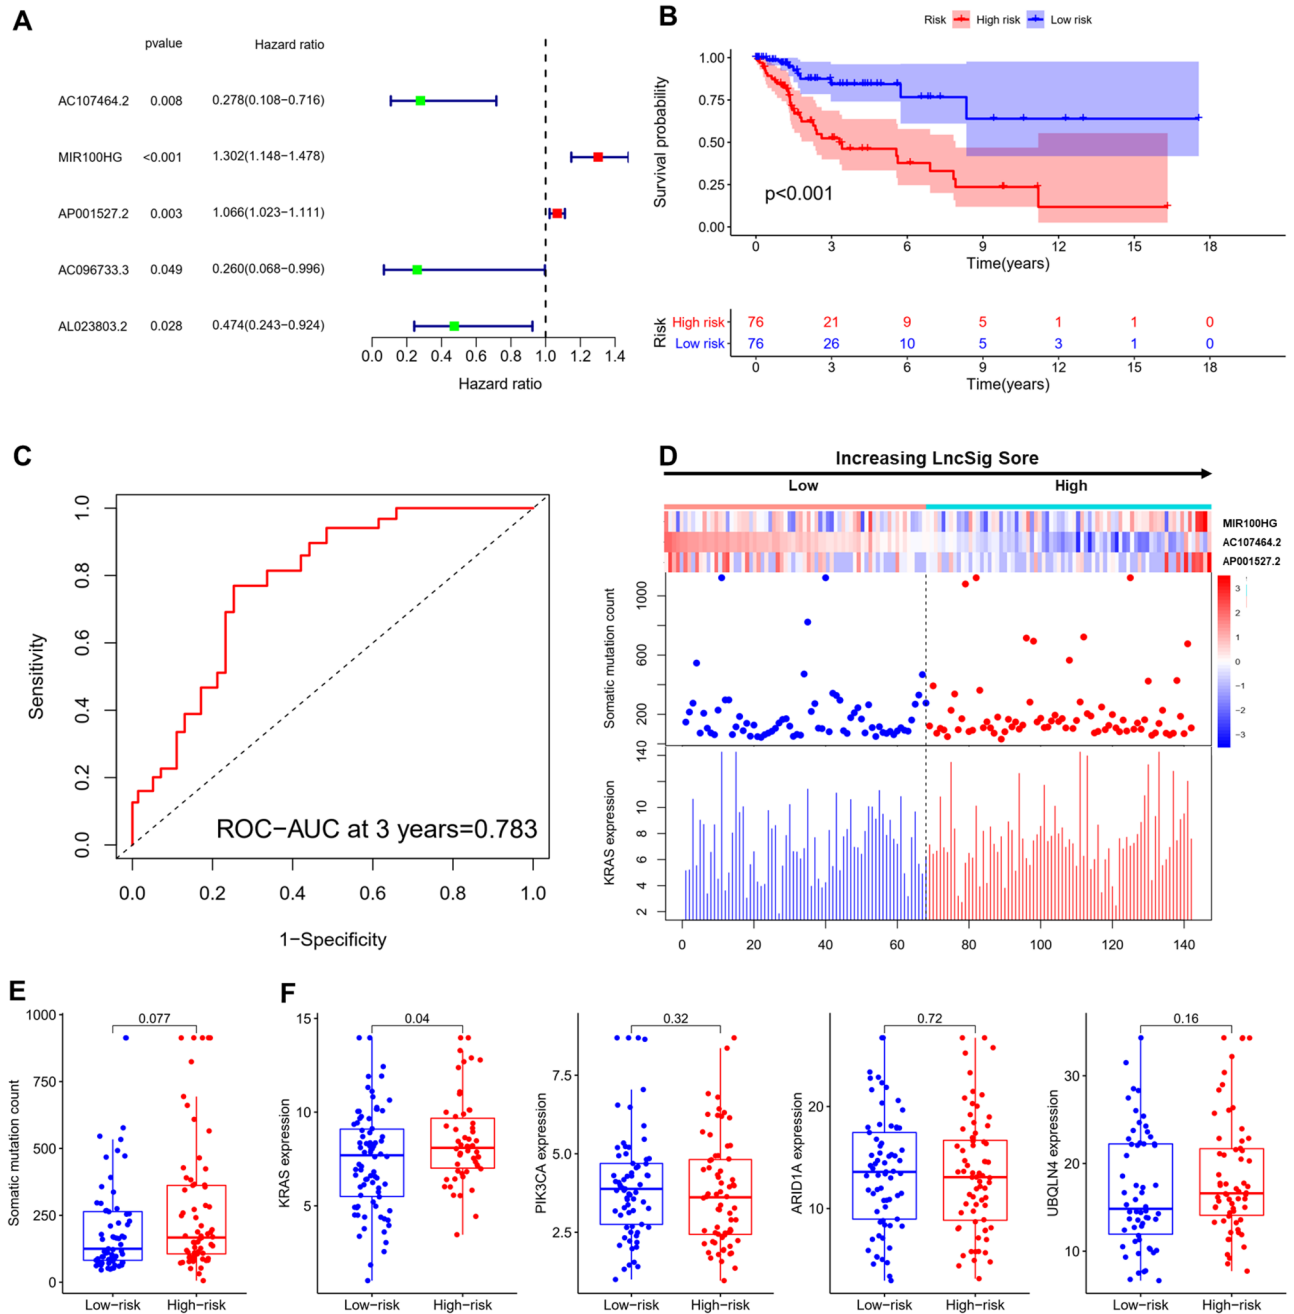 A
pvalue Hazard ratio
AC107464.2 0.008 0.278(0.108−0.716)
MIR100HG <0.001 1.302(1.148−1.478)
AP001527.2 0.003 1.066(1.023−1.111)
AC096733.3 0.049 0.260(0.068−0.996)
AL023803.2 0.028 0.474(0.243−0.924)
0.0 0.2 0.4 0.6 0.8 1.0 1.2 1.4
Hazard ratio
B
Risk High risk Low risk
Survival probability
1.00
0.75
0.50
0.25
0.00
p<0.001
0 3 6 9 12 15 18
Time(years)
Risk
High risk 76 21 9 5 1 1 0
Low risk 76 26 10 5 3 1 0
0 3 6 9 12 15 18
Time(years)
C
Sensitivity
1.0
0.8
0.6
0.4
0.2
0.0
ROC−AUC at 3 years=0.783
0.0 0.2 0.4 0.6 0.8 1.0
1−Specificity
D
Increasing LncSig Sore
Low High
MIR100HG
AC107464.2
AP001527.2
3
2
1
0
−1
−2
−3
Somatic mutation count
1000
600
200
KRAS expression
140
10
8
6
4
2
0 20 40 60 80 100 120 140
E
Somatic mutation count
1000
750
500
250
0
0.077
Low−risk High−risk
F
KRAS expression
15
10
5
0.04
Low−risk High−risk
PIK3CA expression
7.5
5.0
2.5
0.32
Low−risk High−risk
ARID1A expression
20
10
0.72
Low−risk High−risk
UBQLN4 expression
30
20
10
0.16
Low−risk High−risk